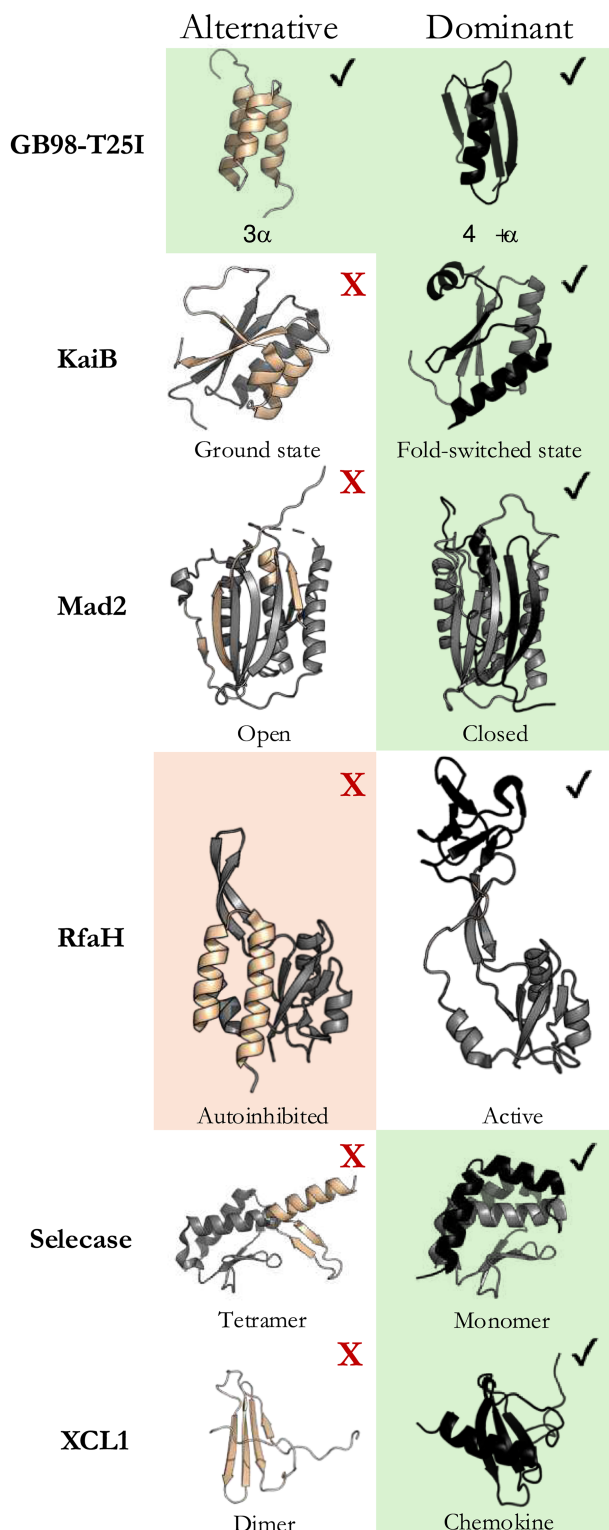 Alternative Dominant
✓ ✓
GB98-T25I
3α 4 +α
X ✓
KaiB
Ground state Fold-switched state
X ✓
Mad2
Open Closed
X ✓
RfaH
Autoinhibited Active
X ✓
Selecase
Tetramer Monomer
X ✓
XCL1
Dimer Chemokine